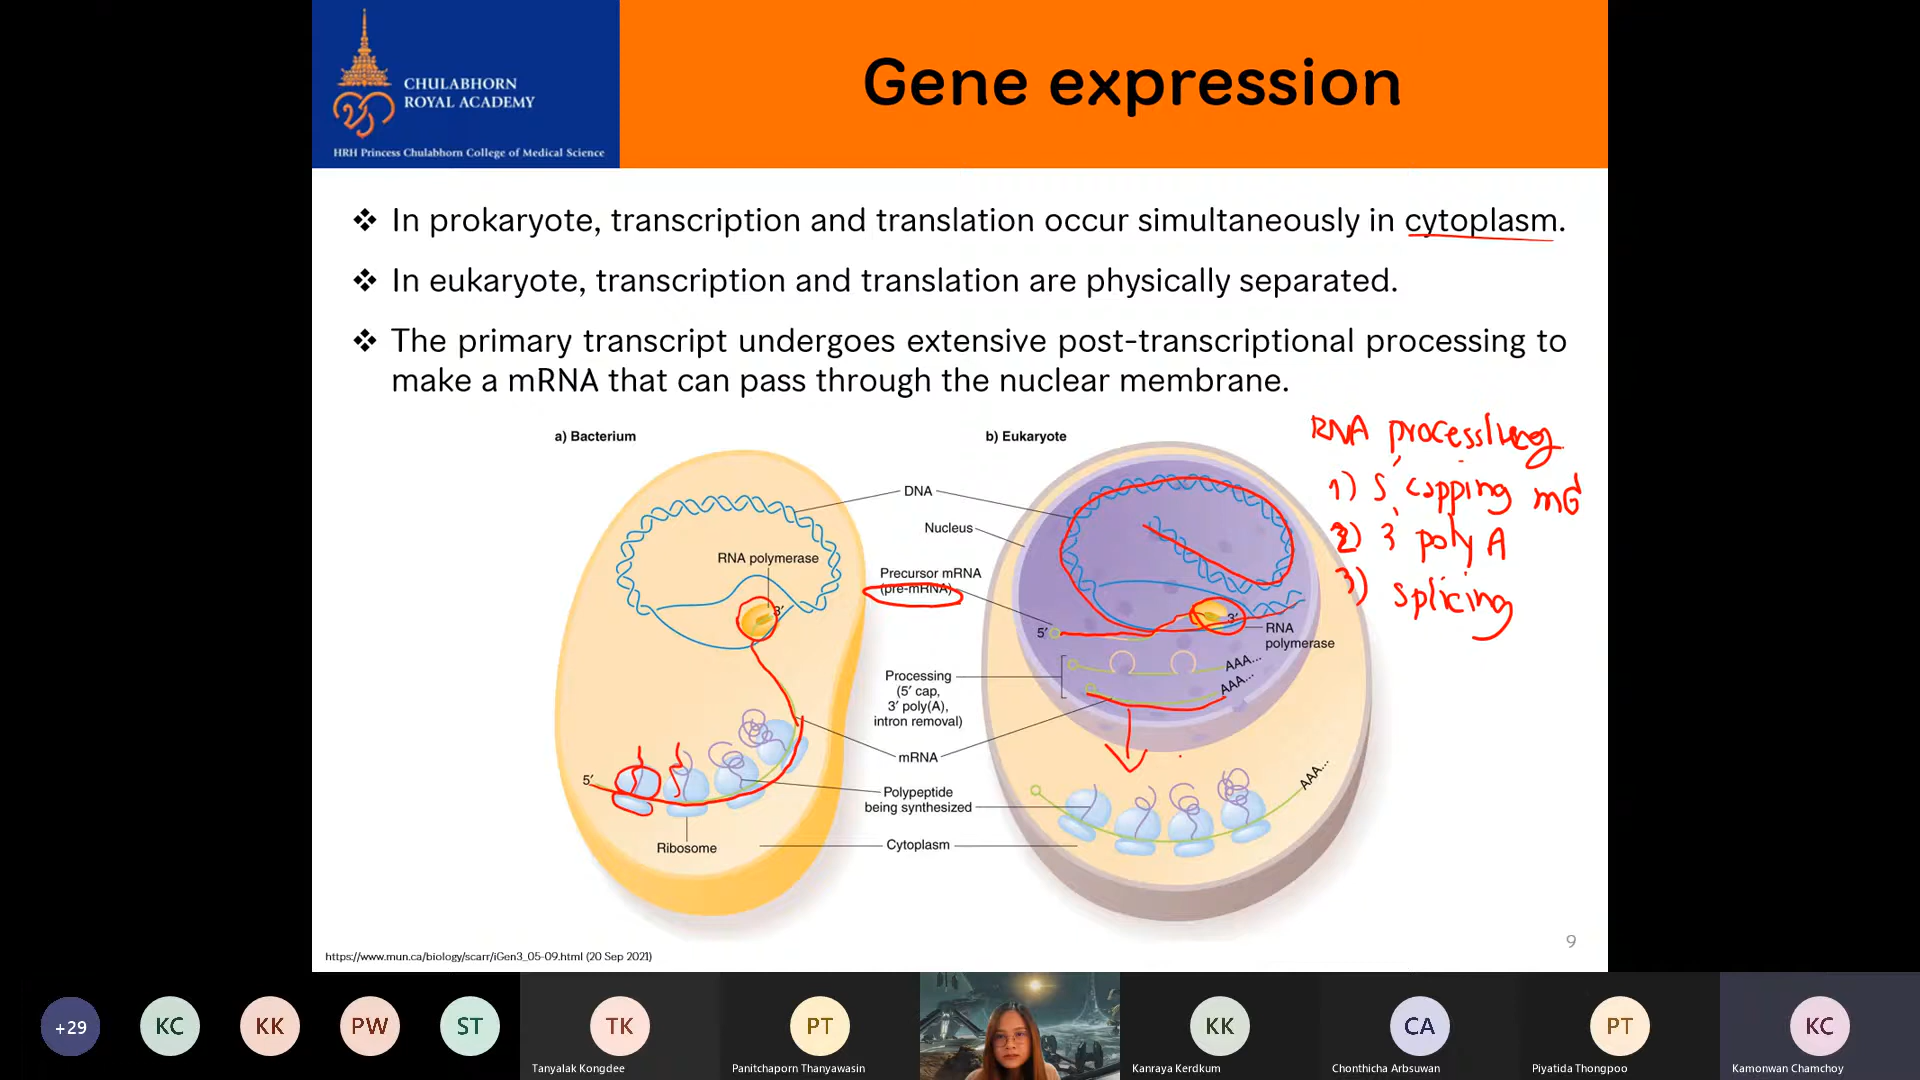 CHULABHORN
ROYAL ACADEMY
HRH Princess Chulabhorn College of Medical Science
Gene expression
❖ In prokaryote, transcription and translation occur simultaneously in cytoplasm.
❖ In eukaryote, transcription and translation are physically separated.
❖ The primary transcript undergoes extensive post-transcriptional processing to
make a mRNA that can pass through the nuclear membrane.
a) Bacterium
b) Eukaryote
RNA processing
1) 5' capping mG
2) 3' poly A
3) splicing
DNA
Nucleus
RNA polymerase
3′
Precursor mRNA
(pre-mRNA)
5′
3′
RNA
polymerase
AAA...
AAA...
Processing
(5′ cap,
3′ poly(A),
intron removal)
mRNA
5′
Polypeptide
being synthesized
AAA...
Ribosome
Cytoplasm
9
https://www.mun.ca/biology/scarr/iGen3_05-09.html (20 Sep 2021)
+29
KC
KK
PW
ST
TK
Tanyalak Kongdee
PT
Panitchaporn Thanyawasin
KK
Kanraya Kerdkum
CA
Chonthicha Arbsuwan
PT
Piyatida Thongpoo
KC
Kamonwan Chamchoy